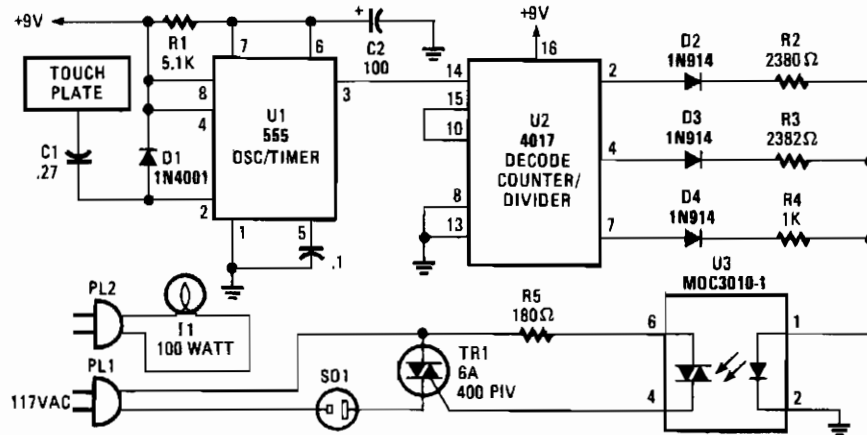 +9V
R1
5.1K
7
6
+
C2
100
+9V
16
TOUCH
PLATE
8
4
3
U1
555
OSC/TIMER
C1
.27
D1
1N4001
2
1
5
.1
14
15
10
8
13
U2
4017
DECODE
COUNTER/
DIVIDER
2
4
7
D2
1N914
R2
2380Ω
D3
1N914
R3
2382Ω
D4
1N914
R4
1K
U3
MOC3010-1
PL2
I1
100 WATT
PL1
117VAC
SO1
TR1
6A
400 PIV
R5
180Ω
6
4
1
2